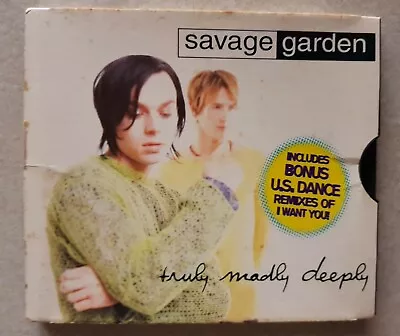 savage garden
INCLUDES
BONUS
U.S. DANCE
REMIXES OF
I WANT YOU!
truly madly deeply